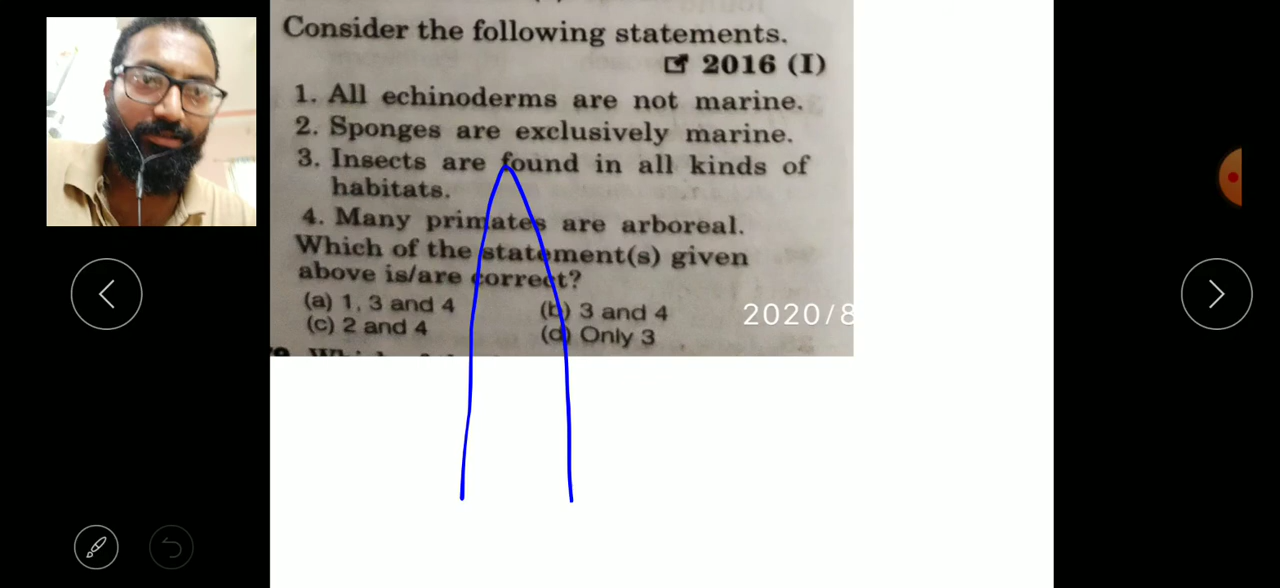 Consider the following statements.
2016 (I)
1. All echinoderms are not marine.
2. Sponges are exclusively marine.
3. Insects are found in all kinds of
habitats.
4. Many primates are arboreal.
Which of the statement(s) given
above is/are correct?
(a) 1, 3 and 4 (b) 3 and 4
(c) 2 and 4 (d) Only 3
2020/8